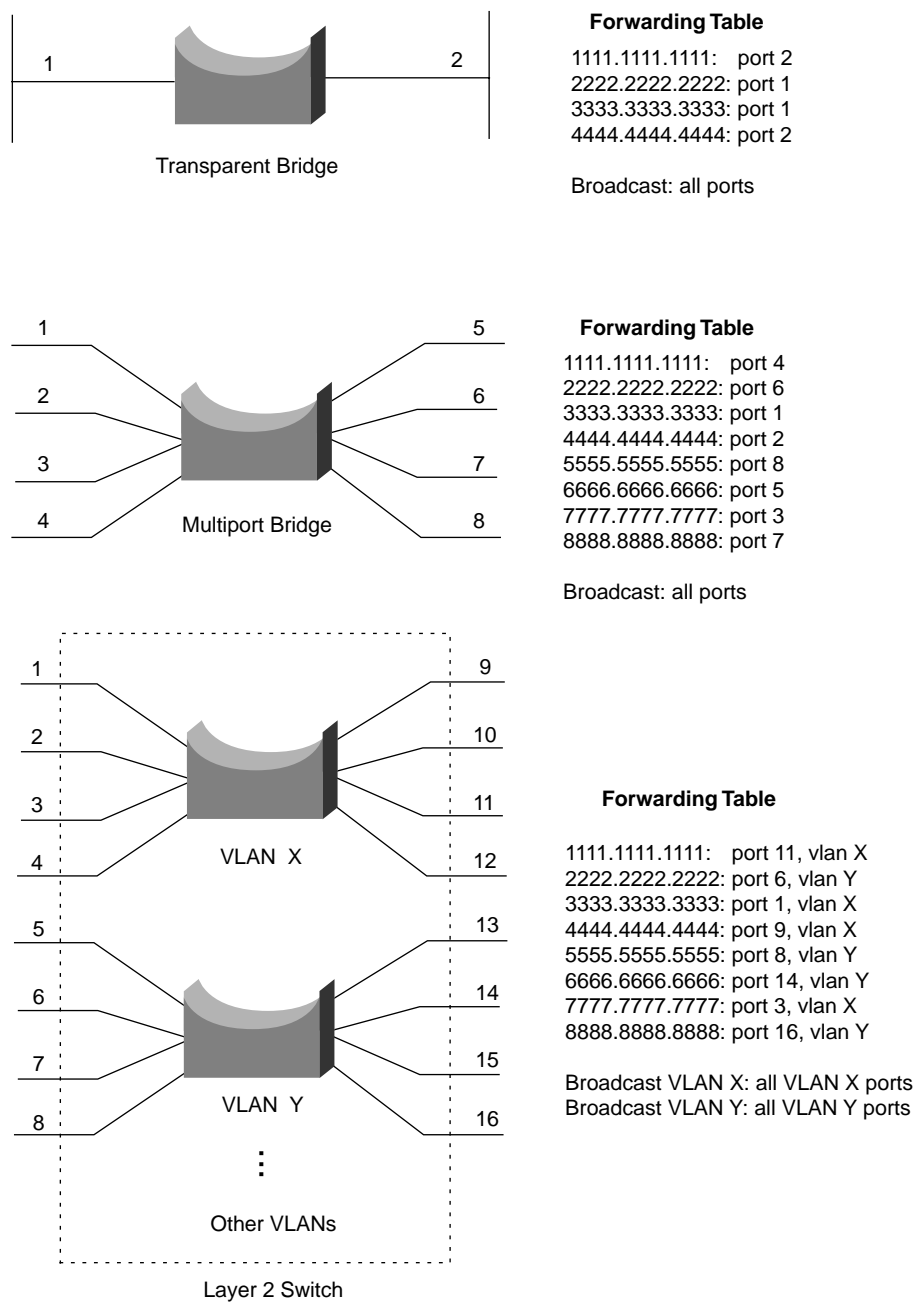 Forwarding Table
1 2
1111.1111.1111: port 2
2222.2222.2222: port 1
3333.3333.3333: port 1
4444.4444.4444: port 2
Transparent Bridge
Broadcast: all ports
1 5
Forwarding Table
1111.1111.1111: port 4
2222.2222.2222: port 6
3333.3333.3333: port 1
4444.4444.4444: port 2
5555.5555.5555: port 8
6666.6666.6666: port 5
7777.7777.7777: port 3
8888.8888.8888: port 7
2 6
3 7
4 8
Multiport Bridge
Broadcast: all ports
1 9
2 10
3 11
4 12
VLAN X
5 13
6 14
7 15
8 16
VLAN Y
Forwarding Table
1111.1111.1111: port 11, vlan X
2222.2222.2222: port 6, vlan Y
3333.3333.3333: port 1, vlan X
4444.4444.4444: port 9, vlan X
5555.5555.5555: port 8, vlan Y
6666.6666.6666: port 14, vlan Y
7777.7777.7777: port 3, vlan X
8888.8888.8888: port 16, vlan Y
Broadcast VLAN X: all VLAN X ports
Broadcast VLAN Y: all VLAN Y ports
Other VLANs
Layer 2 Switch